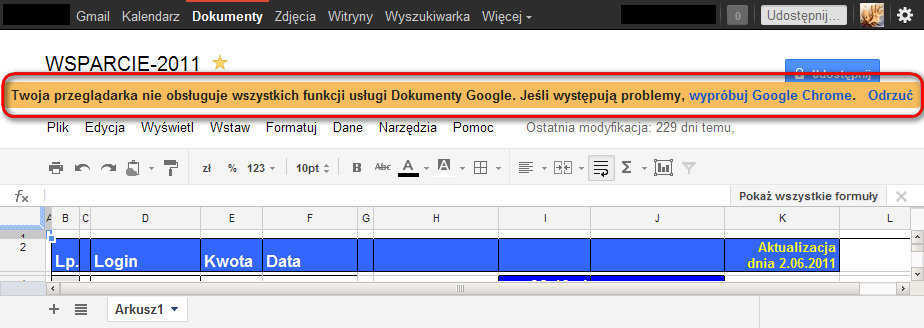 Gmail Kalendarz Dokumenty Zdjęcia Witryny Wyszukiwarka Więcej 0 Udostępnij...
WSPARCIE-2011
Udostępnij
Twoja przeglądarka nie obsługuje wszystkich funkcji usługi Dokumenty Google. Jeśli występują problemy, wypróbuj Google Chrome. Odrzuć
Plik Edycja Wyświetl Wstaw Formatuj Dane Narzędzia Pomoc Ostatnia modyfikacja: 229 dni temu,
zł % 123 10pt B Abc A A Σ
fx Pokaż wszystkie formuły
A B C D E F G H I J K L
1
2 Lp. Login Kwota Data Aktualizacja
dnia 2.06.2011
+ Arkusz1